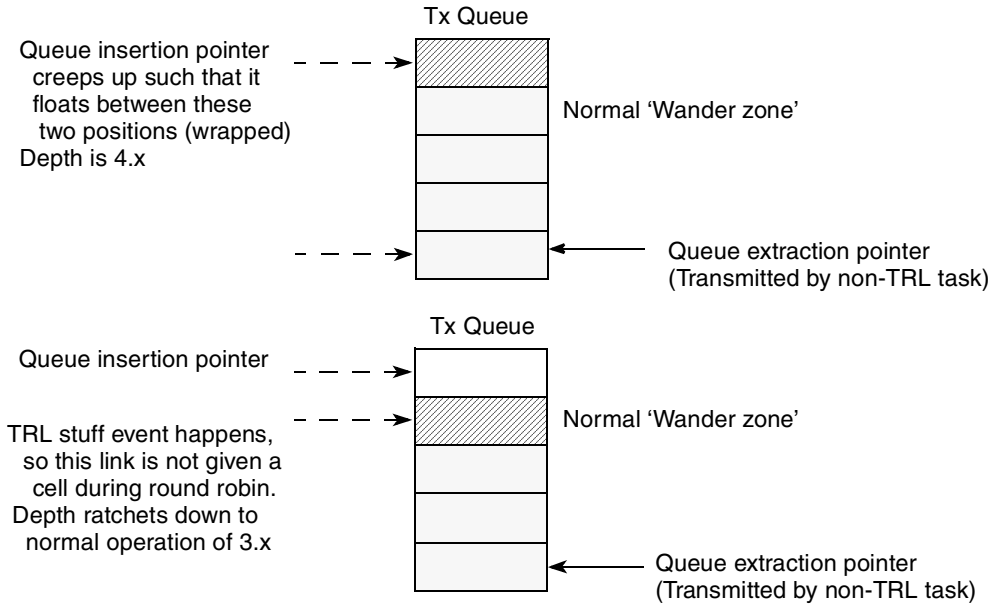 Tx Queue
Queue insertion pointer
creeps up such that it
floats between these
two positions (wrapped)
Depth is 4.x
Normal ‘Wander zone’
Queue extraction pointer
(Transmitted by non-TRL task)
Tx Queue
Queue insertion pointer
Normal ‘Wander zone’
TRL stuff event happens,
so this link is not given a
cell during round robin.
Depth ratchets down to
normal operation of 3.x
Queue extraction pointer
(Transmitted by non-TRL task)